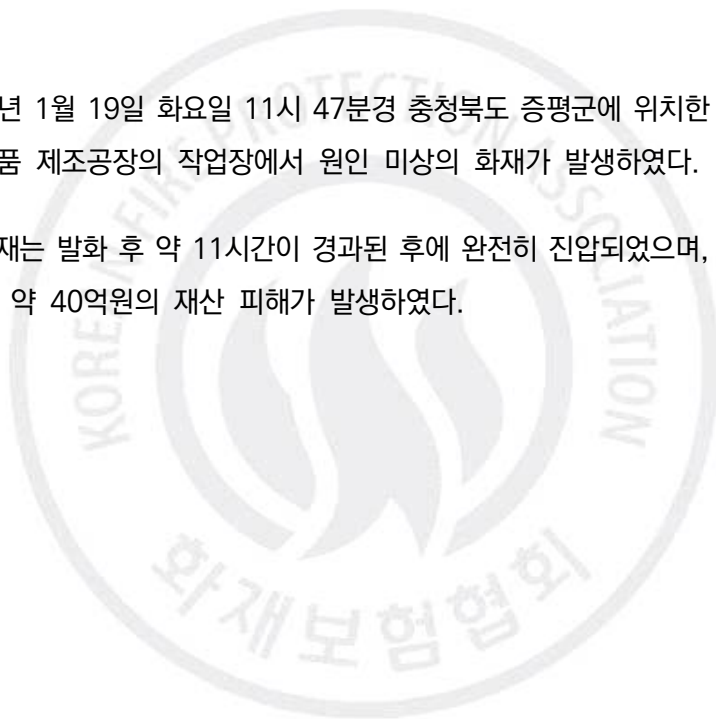 년 1월 19일 화요일 11시 47분경 충청북도 증평군에 위치한
품 제조공장의 작업장에서 원인 미상의 화재가 발생하였다.
재는 발화 후 약 11시간이 경과된 후에 완전히 진압되었으며,
약 40억원의 재산 피해가 발생하였다.
KOREAN FIRE PROTECTION ASSOCIATION
화재보험협회